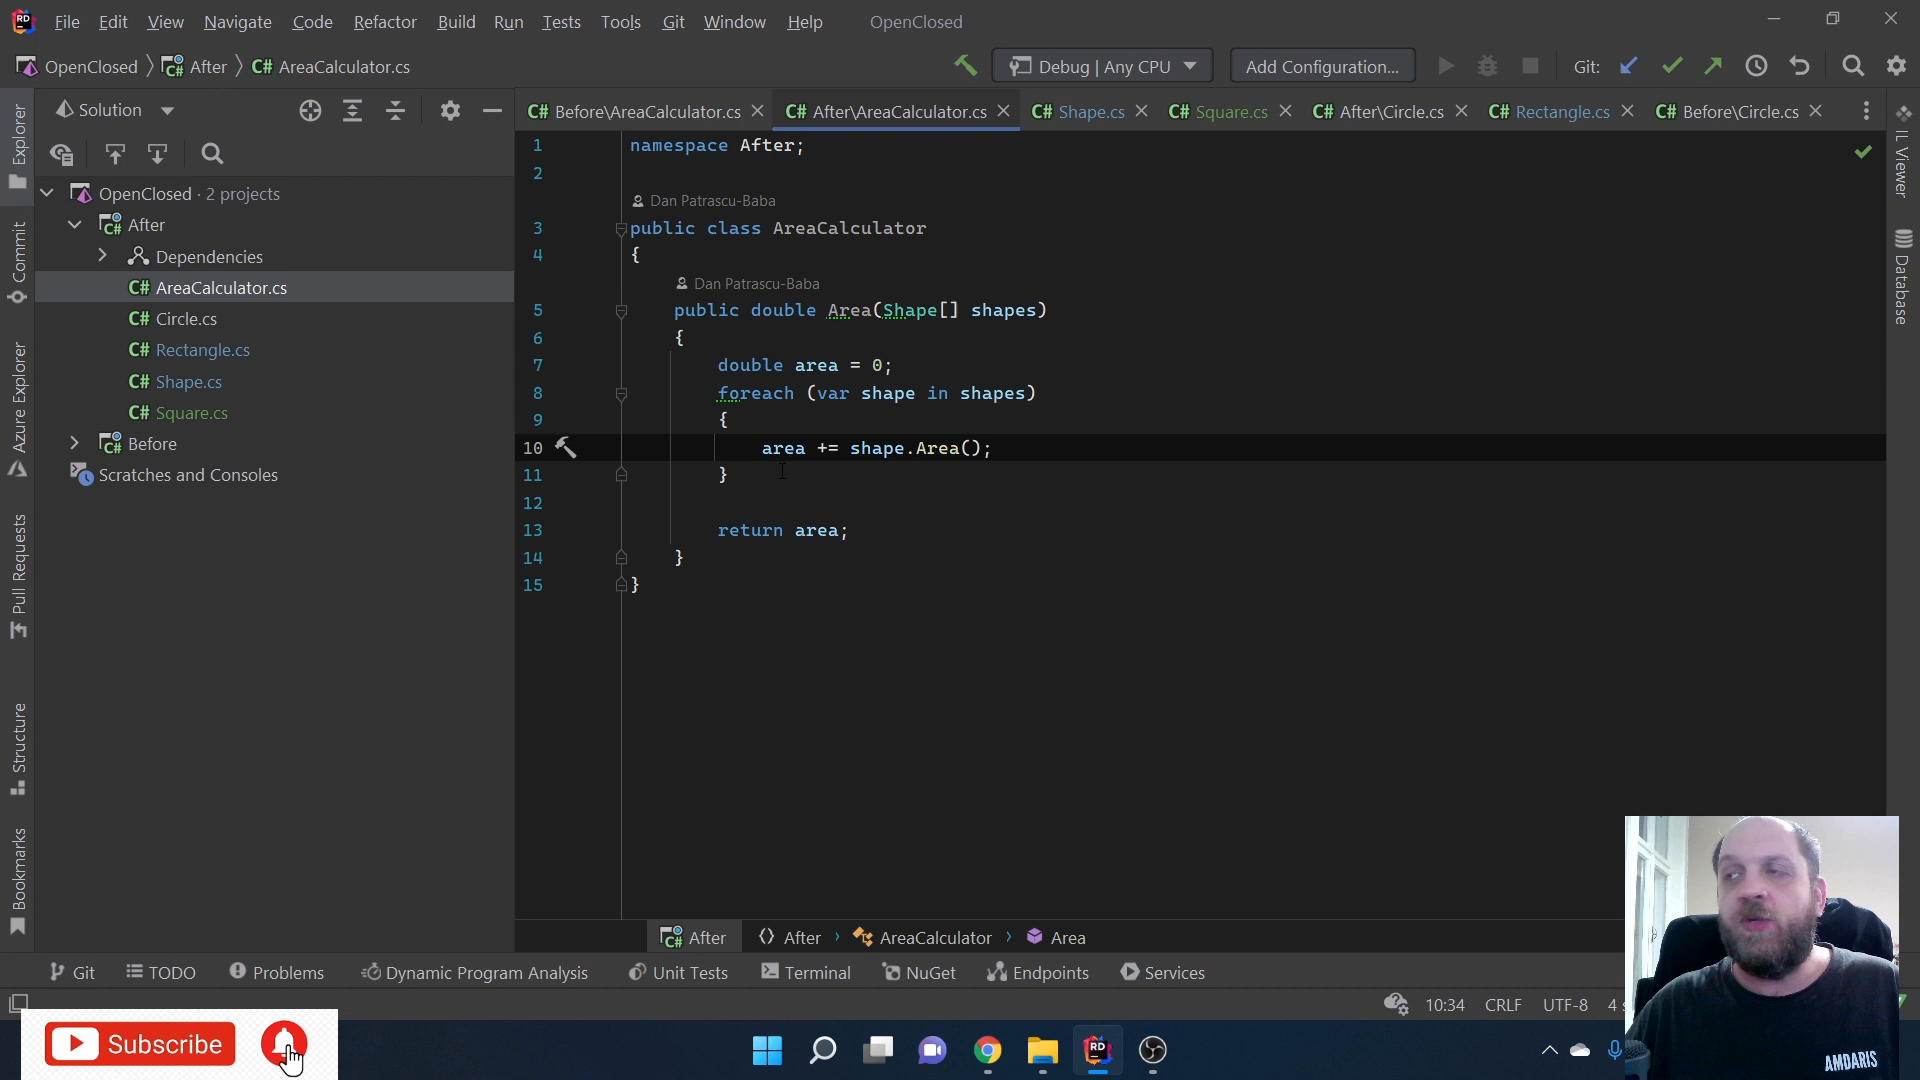 File Edit View Navigate Code Refactor Build Run Tests Tools Git Window Help OpenClosed
OpenClosed After C# AreaCalculator.cs Debug | Any CPU Add Configuration... Git:
Solution
C# Before\AreaCalculator.cs C# After\AreaCalculator.cs C# Shape.cs C# Square.cs C# After\Circle.cs C# Rectangle.cs C# Before\Circle.cs
Explorer
Commit
Azure Explorer
Pull Requests
Structure
Bookmarks
OpenClosed · 2 projects
After
Dependencies
C# AreaCalculator.cs
C# Circle.cs
C# Rectangle.cs
C# Shape.cs
C# Square.cs
Before
Scratches and Consoles
1 namespace After;
2
Dan Patrascu-Baba
3 public class AreaCalculator
4 {
Dan Patrascu-Baba
5 public double Area(Shape[] shapes)
6 {
7 double area = 0;
8 foreach (var shape in shapes)
9 {
10 area += shape.Area();
11 }
12
13 return area;
14 }
15 }
IL Viewer
Database
After After AreaCalculator Area
Git TODO Problems Dynamic Program Analysis Unit Tests Terminal NuGet Endpoints Services
10:34 CRLF UTF-8 4
Subscribe
RD
AMDARIS